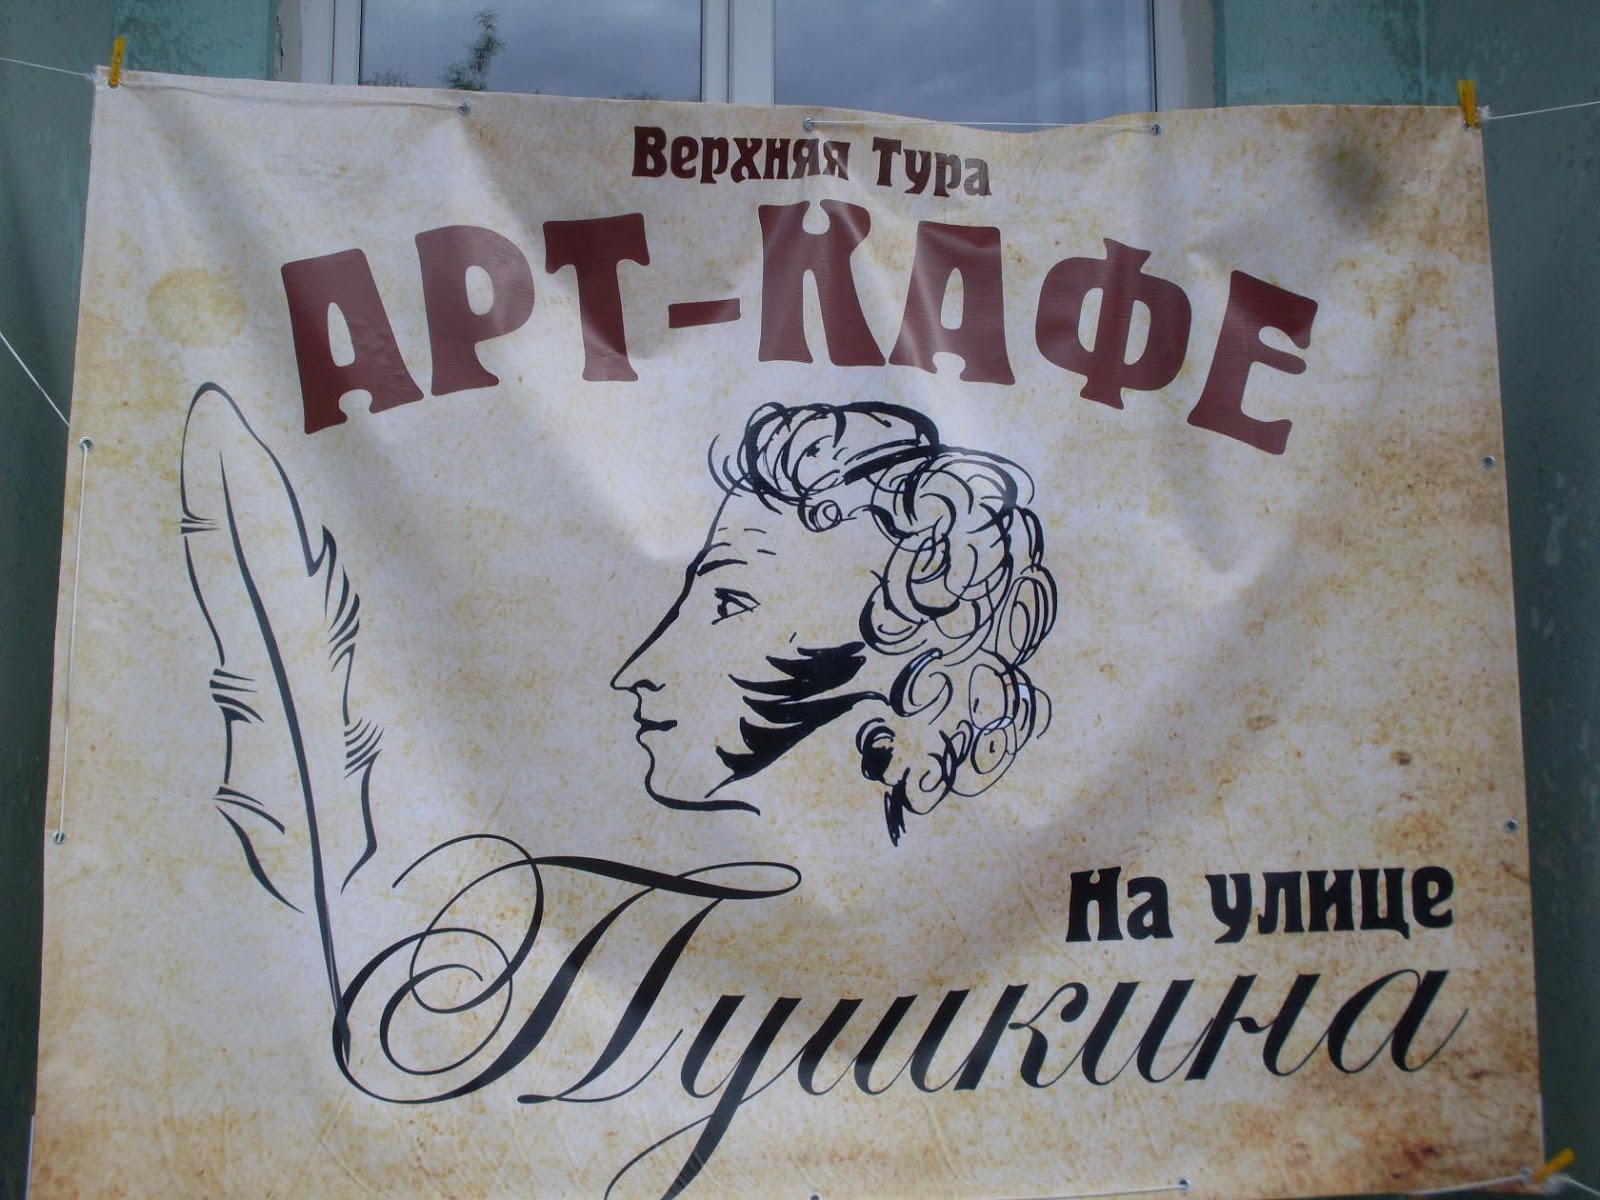 Верхняя Тура
АРТ-КАФЕ
На улице
Пушкина